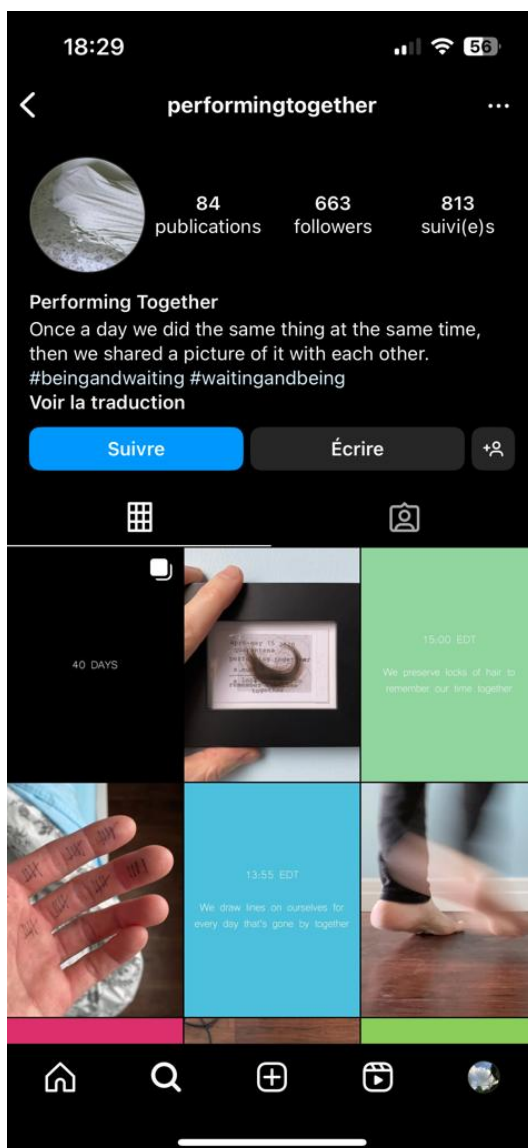 18:29
56
performingtogether
84
publications
663
followers
813
suivi(e)s
Performing Together
Once a day we did the same thing at the same time,
then we shared a picture of it with each other.
#beingandwaiting #waitingandbeing
Voir la traduction
Suivre
Écrire
40 DAYS
15:00 EDT
We preserve locks of hair to
remember our time together
13:55 EDT
We draw lines on ourselves for
every day that's gone by together